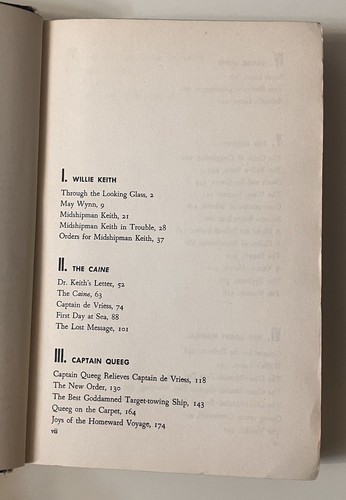 I. WILLIE KEITH
Through the Looking Glass, 2
May Wynn, 9
Midshipman Keith, 21
Midshipman Keith in Trouble, 28
Orders for Midshipman Keith, 37
II. THE CAINE
Dr. Keith's Letter, 52
The Caine, 63
Captain de Vriess, 74
First Day at Sea, 88
The Lost Message, 101
III. CAPTAIN QUEEG
Captain Queeg Relieves Captain de Vriess, 118
The New Order, 130
The Best Goddamned Target-towing Ship, 143
Queeg on the Carpet, 164
Joys of the Homeward Voyage, 174
vii